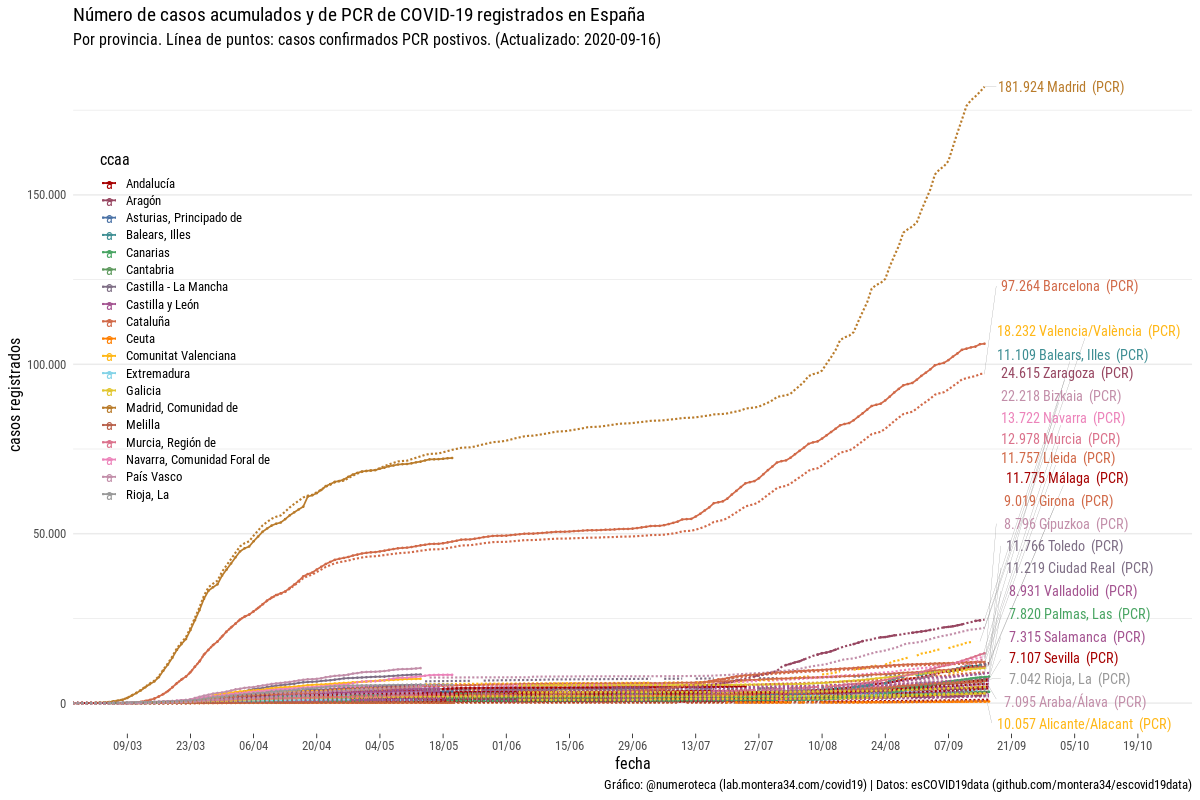 Número de casos acumulados y de PCR de COVID-19 registrados en España
Por provincia. Línea de puntos: casos confirmados PCR postivos. (Actualizado: 2020-09-16)
casos registrados
150.000
100.000
50.000
0
ccaa
a Andalucía
a Aragón
a Asturias, Principado de
a Balears, Illes
a Canarias
a Cantabria
a Castilla - La Mancha
a Castilla y León
a Cataluña
a Ceuta
a Comunitat Valenciana
a Extremadura
a Galicia
a Madrid, Comunidad de
a Melilla
a Murcia, Región de
a Navarra, Comunidad Foral de
a País Vasco
a Rioja, La
181.924 Madrid (PCR)
97.264 Barcelona (PCR)
18.232 Valencia/València (PCR)
11.109 Balears, Illes (PCR)
24.615 Zaragoza (PCR)
22.218 Bizkaia (PCR)
13.722 Navarra (PCR)
12.978 Murcia (PCR)
11.757 Lleida (PCR)
11.775 Málaga (PCR)
9.019 Girona (PCR)
8.796 Gipuzkoa (PCR)
11.766 Toledo (PCR)
11.219 Ciudad Real (PCR)
8.931 Valladolid (PCR)
7.820 Palmas, Las (PCR)
7.315 Salamanca (PCR)
7.107 Sevilla (PCR)
7.042 Rioja, La (PCR)
7.095 Araba/Álava (PCR)
10.057 Alicante/Alacant (PCR)
09/03 23/03 06/04 20/04 04/05 18/05 01/06 15/06 29/06 13/07 27/07 10/08 24/08 07/09 21/09 05/10 19/10
fecha
Gráfico: @numeroteca (lab.montera34.com/covid19) | Datos: esCOVID19data (github.com/montera34/escovid19data)